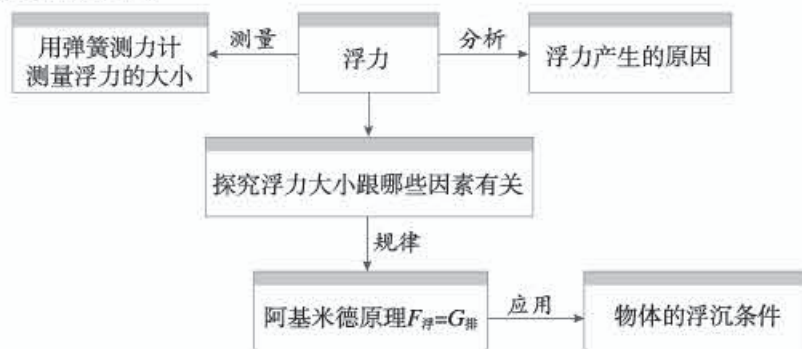 用弹簧测力计
测量浮力的大小
测量
浮力
分析
浮力产生的原因
探究浮力大小跟哪些因素有关
规律
阿基米德原理F浮=G排
应用
物体的浮沉条件